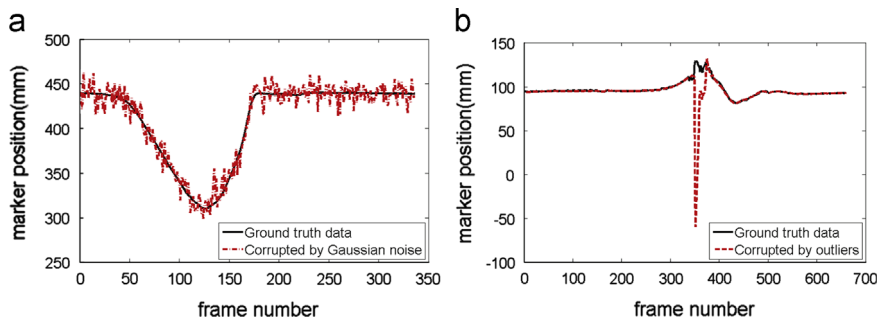 a
marker position(mm)
500
450
400
350
300
250
0 50 100 150 200 250 300 350
frame number
Ground truth data
Corrupted by Gaussian noise
b
marker position(mm)
150
100
50
0
-50
-100
0 100 200 300 400 500 600 700
frame number
Ground truth data
Corrupted by outliers